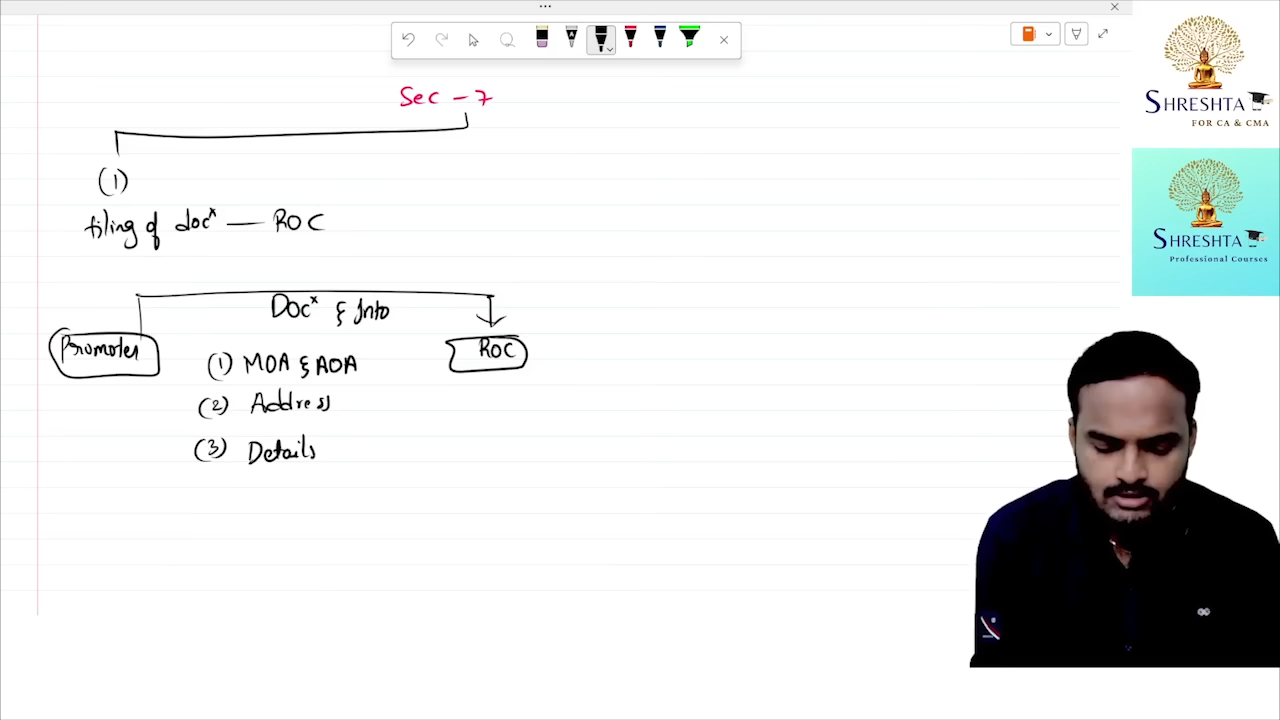 Sec - 7
(1)
filing of docˣ — ROC
Docˣ & Info
Promoter
ROC
(1) MOA & AOA
(2) Address
(3) Details
SHRESHTA
FOR CA & CMA
SHRESHTA
Professional Courses